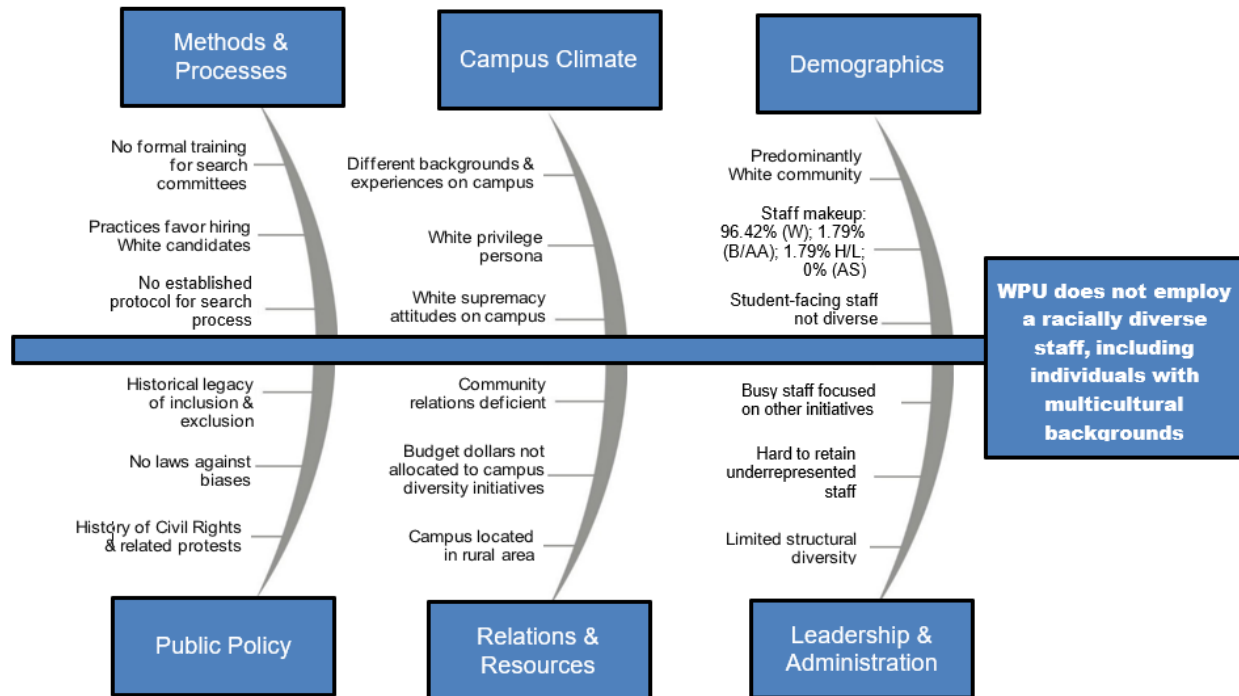 Methods &
Processes
Campus Climate
Demographics
No formal training
for search
committees
Practices favor hiring
White candidates
No established
protocol for search
process
Different backgrounds &
experiences on campus
White privilege
persona
White supremacy
attitudes on campus
Predominantly
White community
Staff makeup:
96.42% (W); 1.79%
(B/AA); 1.79% H/L;
0% (AS)
Student-facing staff
not diverse
WPU does not employ
a racially diverse
staff, including
individuals with
multicultural
backgrounds
Historical legacy
of inclusion &
exclusion
No laws against
biases
History of Civil Rights
& related protests
Community
relations deficient
Budget dollars not
allocated to campus
diversity initiatives
Campus located
in rural area
Busy staff focused
on other initiatives
Hard to retain
underrepresented
staff
Limited structural
diversity
Public Policy
Relations &
Resources
Leadership &
Administration